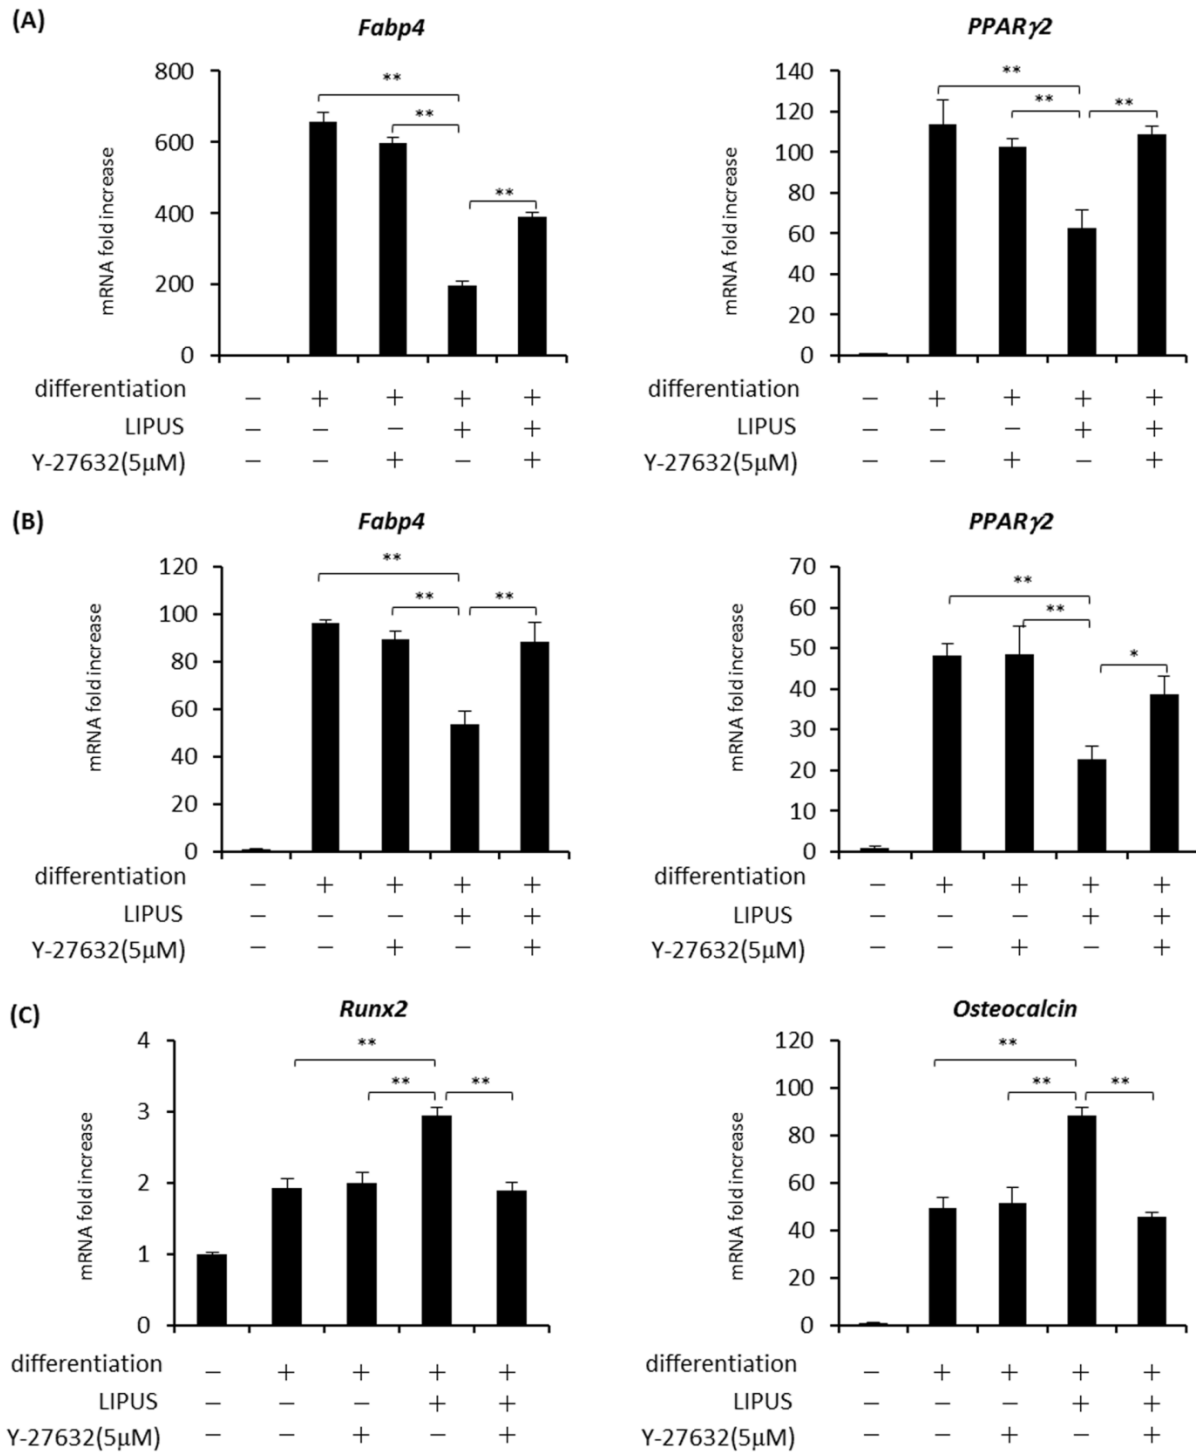 (A)
Fabp4
PPARγ2
800
600
400
200
0
mRNA fold increase
**
**
**
140
120
100
80
60
40
20
0
mRNA fold increase
**
**
**
differentiation − + + + +
LIPUS − − − + +
Y-27632(5μM) − − + − +
differentiation − + + + +
LIPUS − − − + +
Y-27632(5μM) − − + − +
(B)
Fabp4
PPARγ2
120
100
80
60
40
20
0
mRNA fold increase
**
**
**
70
60
50
40
30
20
10
0
mRNA fold increase
**
**
*
differentiation − + + + +
LIPUS − − − + +
Y-27632(5μM) − − + − +
differentiation − + + + +
LIPUS − − − + +
Y-27632(5μM) − − + − +
(C)
Runx2
Osteocalcin
4
3
2
1
0
mRNA fold increase
**
**
**
120
100
80
60
40
20
0
mRNA fold increase
**
**
**
differentiation − + + + +
LIPUS − − − + +
Y-27632(5μM) − − + − +
differentiation − + + + +
LIPUS − − − + +
Y-27632(5μM) − − + − +